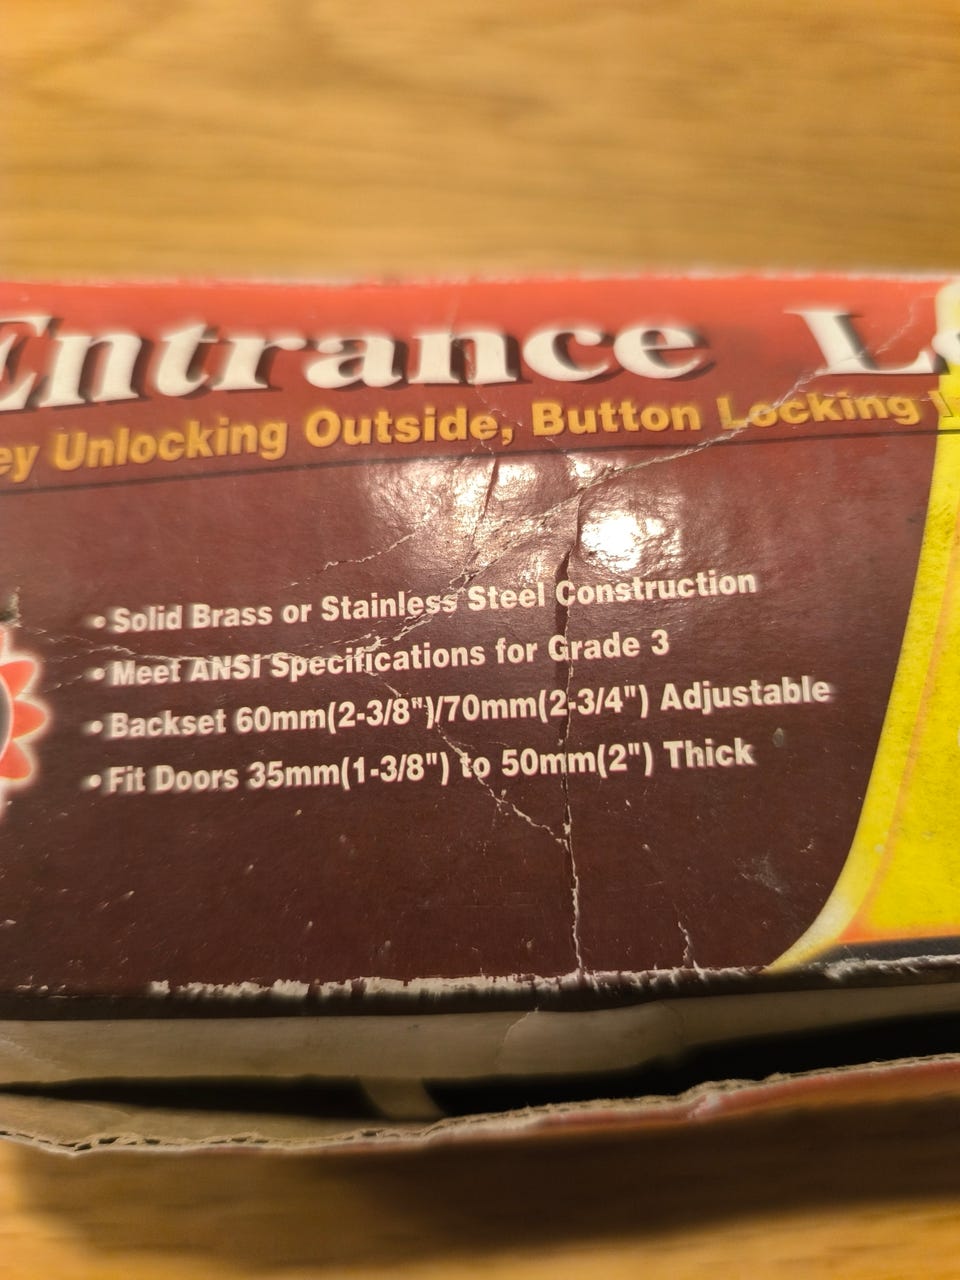 Entrance
Unlocking Outside, Button Locking
• Solid Brass or Stainless Steel Construction
• Meet ANSI Specifications for Grade 3
• Backset 60mm(2-3/8")/70mm(2-3/4") Adjustable
• Fit Doors 35mm(1-3/8") to 50mm(2") Thick